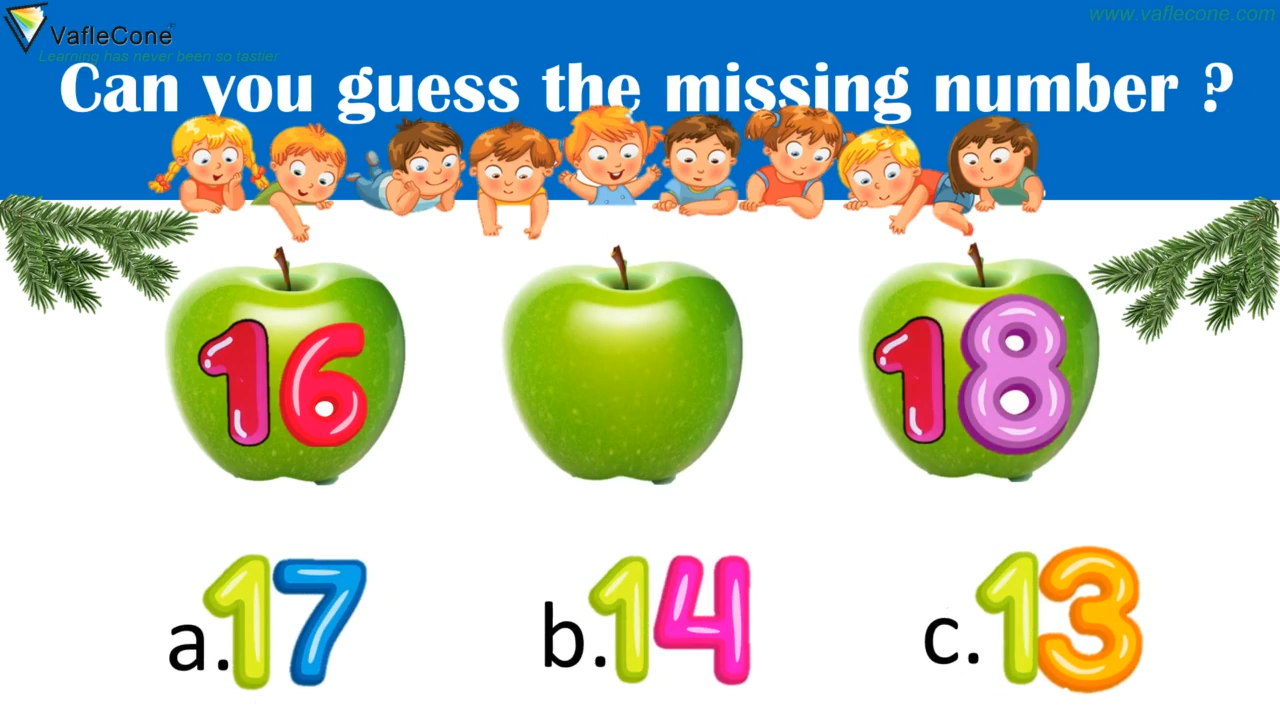 www.vaflecone.com
VafleCone
Learning has never been so tastier
Can you guess the missing number ?
16 18
a.17 b.14 c.13